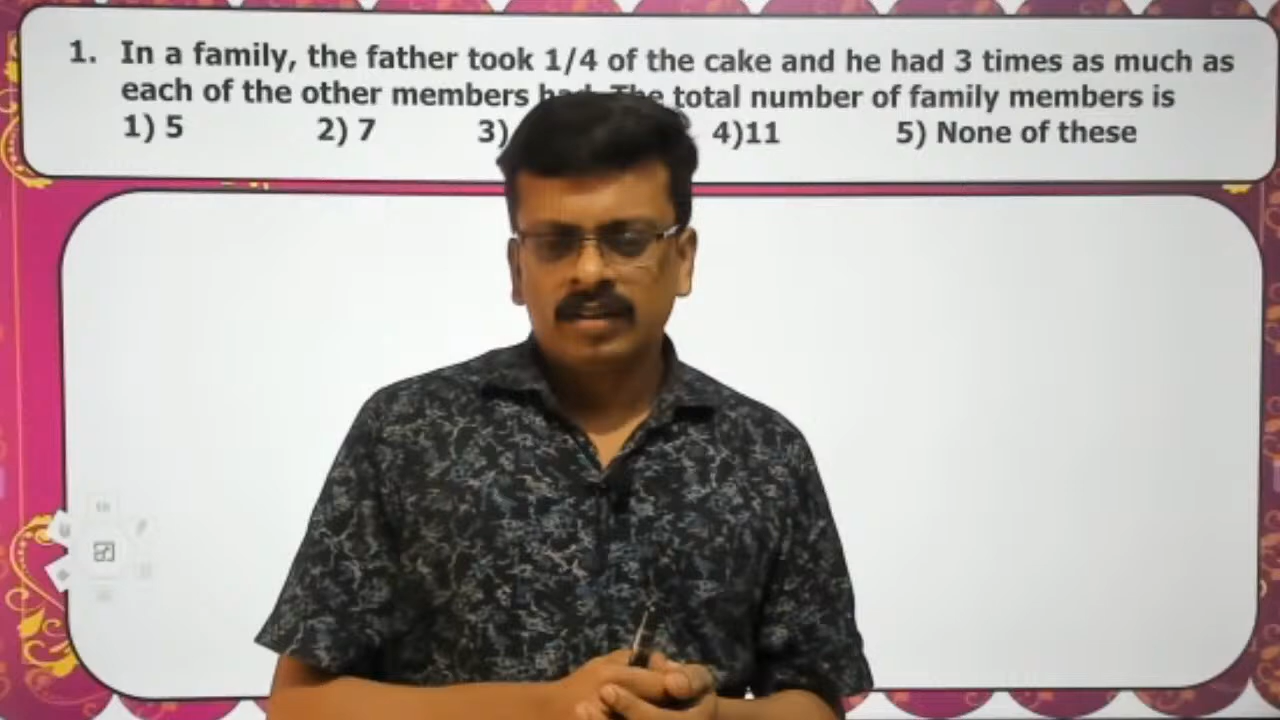 1. In a family, the father took 1/4 of the cake and he had 3 times as much as
each of the other members The total number of family members is
1) 5 2) 7 3) 4)11 5) None of these